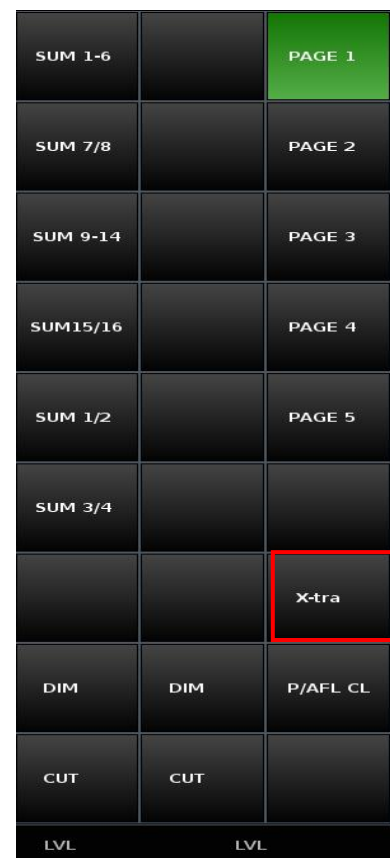 SUM 1-6 PAGE 1
SUM 7/8 PAGE 2
SUM 9-14 PAGE 3
SUM15/16 PAGE 4
SUM 1/2 PAGE 5
SUM 3/4
X-tra
DIM DIM P/AFL CL
CUT CUT
LVL LVL